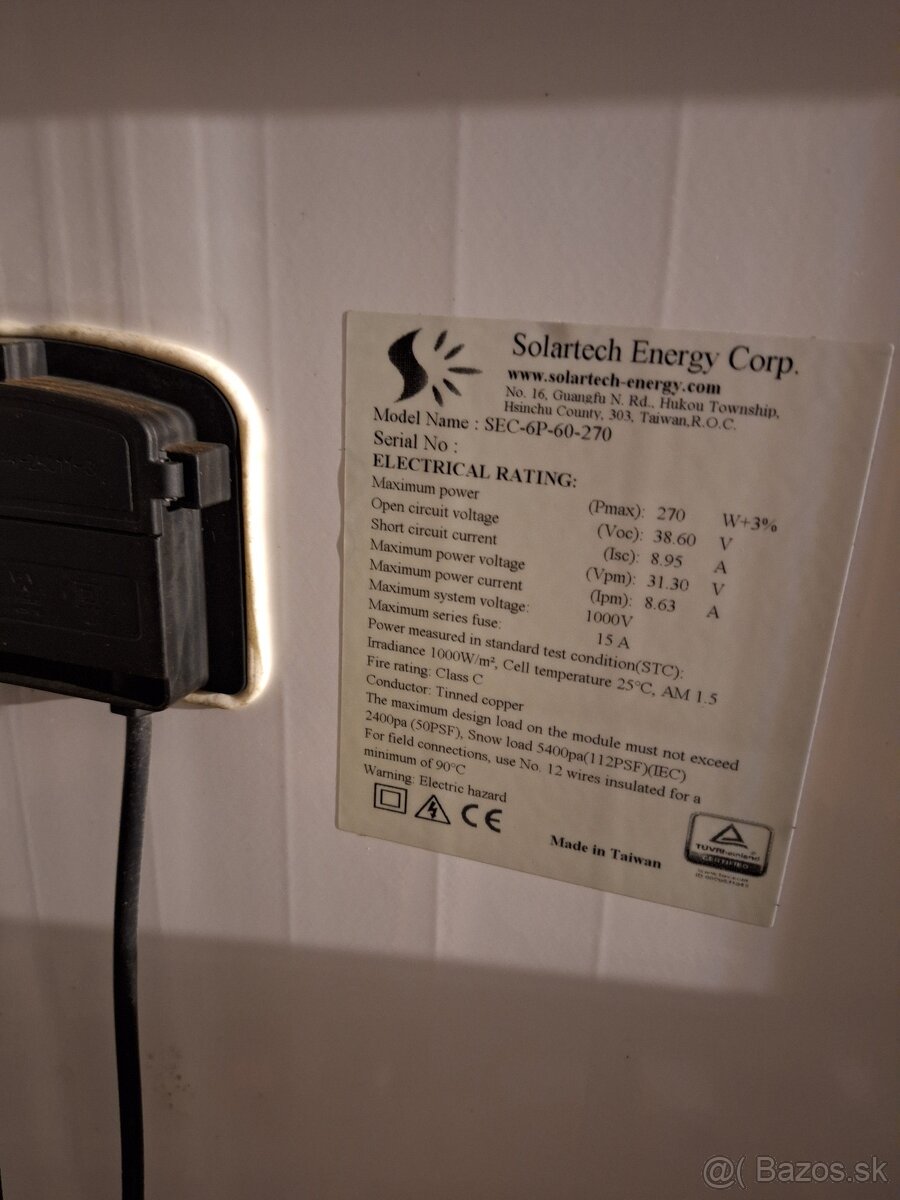 Solartech Energy Corp.
www.solartech-energy.com
No. 16, Guangfu N. Rd., Hukou Township,
Hsinchu County, 303, Taiwan,R.O.C.
Model Name : SEC-6P-60-270
Serial No :
ELECTRICAL RATING:
Maximum power (Pmax): 270 W+3%
Open circuit voltage (Voc): 38.60 V
Short circuit current (Isc): 8.95 A
Maximum power voltage (Vpm): 31.30 V
Maximum power current (Ipm): 8.63 A
Maximum system voltage: 1000V
Maximum series fuse: 15 A
Power measured in standard test condition(STC):
Irradiance 1000W/m², Cell temperature 25°C, AM 1.5
Fire rating: Class C
Conductor: Tinned copper
The maximum design load on the module must not exceed
2400pa (50PSF), Snow load 5400pa(112PSF)(IEC)
For field connections, use No. 12 wires insulated for a
minimum of 90°C
Warning: Electric hazard
CE
Made in Taiwan
TUVRheinland
CERTIFIED
www.tuv.com
@( Bazos.sk